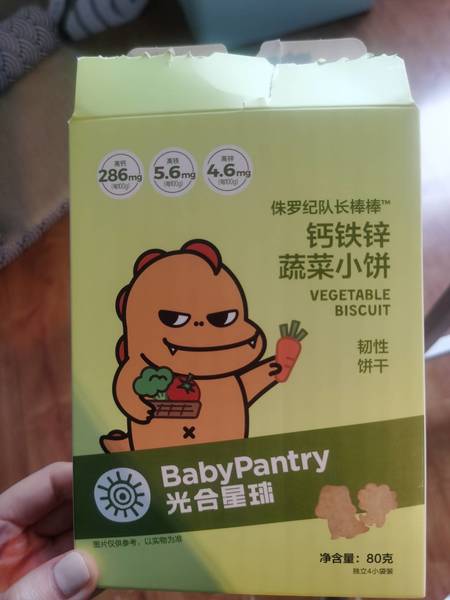 高钙
286mg
(每100g)
高铁
5.6mg
(每100g)
高锌
4.6mg
(每100g)
侏罗纪队长棒棒™
钙铁锌
蔬菜小饼
VEGETABLE
BISCUIT
韧性
饼干
BabyPantry
光合星球
图片仅供参考，以实物为准
净含量：80克
独立4小袋装